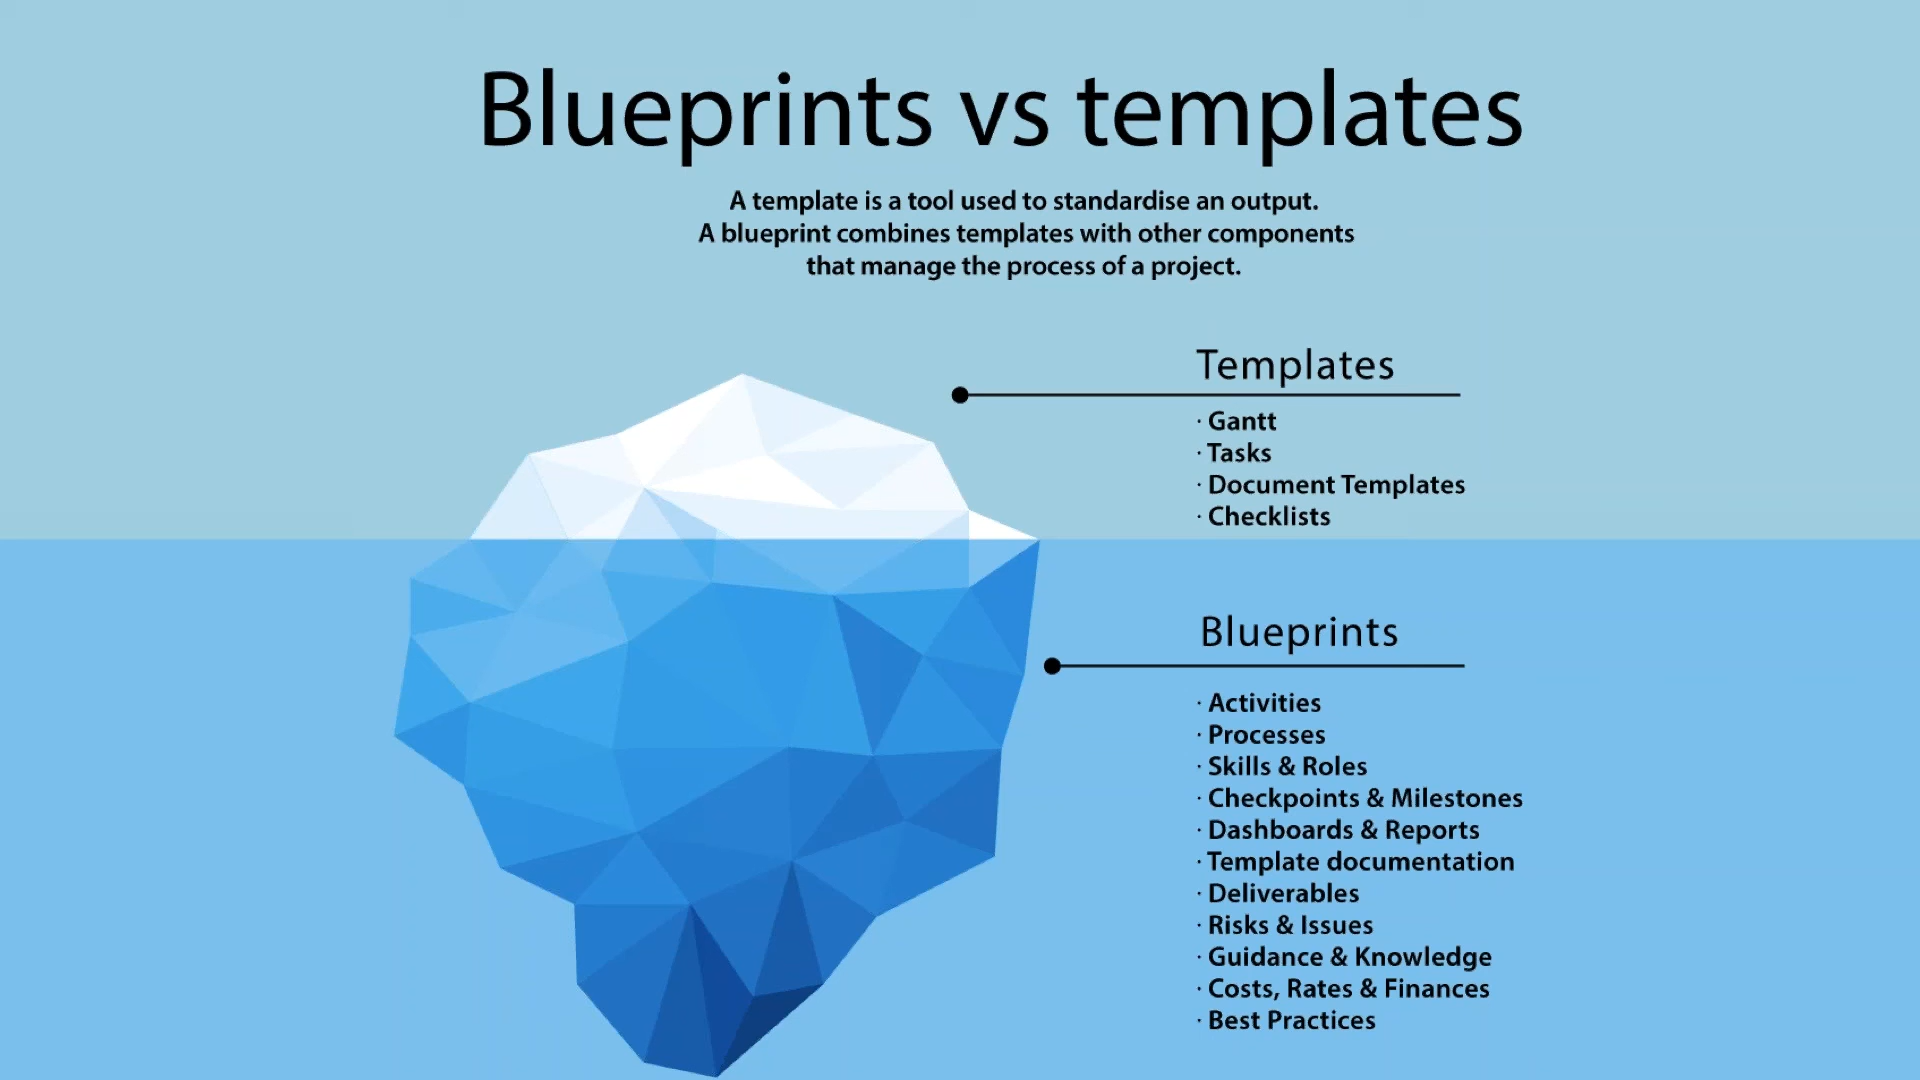 Blueprints vs templates
A template is a tool used to standardise an output.
A blueprint combines templates with other components
that manage the process of a project.
Templates
· Gantt
· Tasks
· Document Templates
· Checklists
Blueprints
· Activities
· Processes
· Skills & Roles
· Checkpoints & Milestones
· Dashboards & Reports
· Template documentation
· Deliverables
· Risks & Issues
· Guidance & Knowledge
· Costs, Rates & Finances
· Best Practices